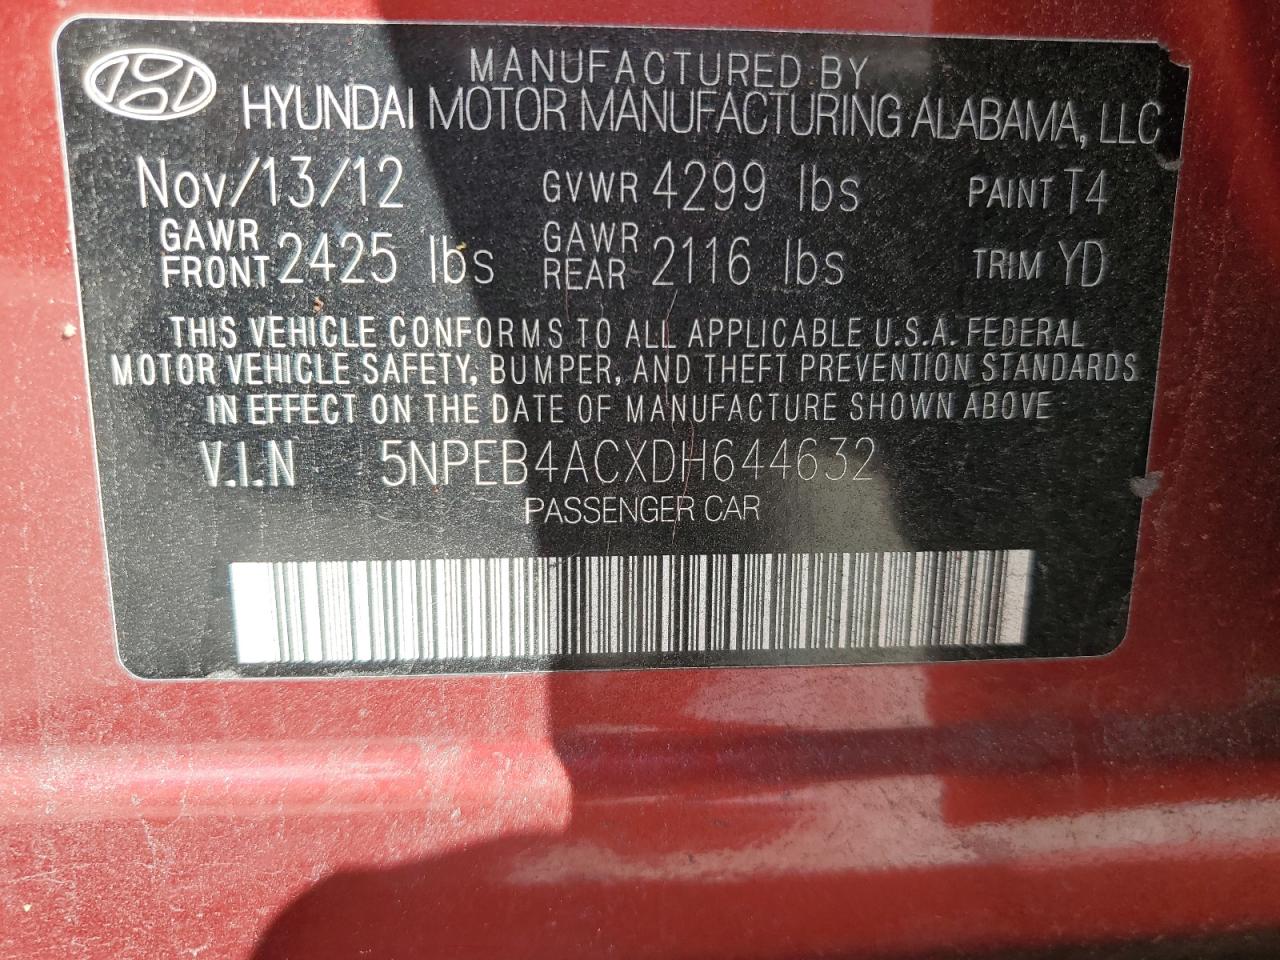 MANUFACTURED BY
HYUNDAI MOTOR MANUFACTURING ALABAMA, LLC
Nov/13/12 GVWR 4299 lbs PAINT T4
GAWR FRONT 2425 lbs GAWR REAR 2116 lbs TRIM YD
THIS VEHICLE CONFORMS TO ALL APPLICABLE U.S.A. FEDERAL
MOTOR VEHICLE SAFETY, BUMPER, AND THEFT PREVENTION STANDARDS
IN EFFECT ON THE DATE OF MANUFACTURE SHOWN ABOVE
V.I.N 5NPEB4ACXDH644632
PASSENGER CAR